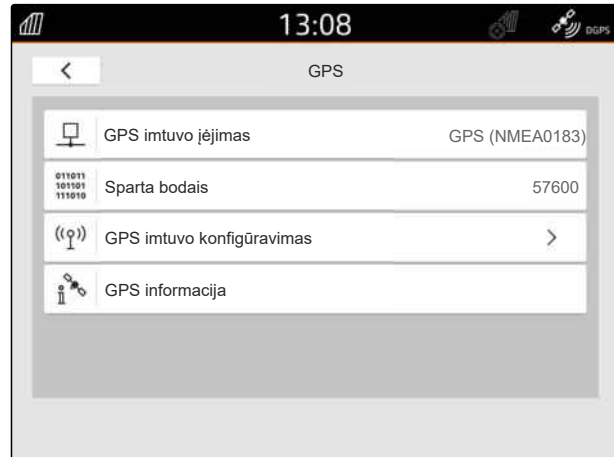 13:08
DGPS
GPS
GPS imtuvo įėjimas GPS (NMEA0183)
011011
101101
111010
Sparta bodais 57600
GPS imtuvo konfigūravimas
GPS informacija